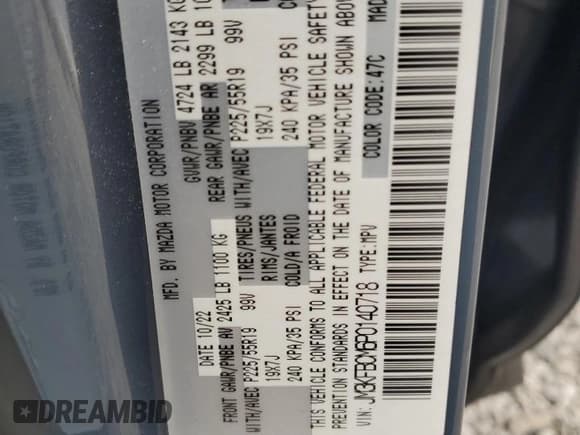 MFD. BY MAZDA MOTOR CORPORATION
DATE 10/22
GVWR/PNBV 4724 LB 2143 KG
FRONT GAWR/PNBE AV 2425 LB 1100 KG
REAR GAWR/PNBE AR 2299 LB
WITH/AVEC P225/55R19 99V
TIRES/PNEUS WITH/AVEC P225/55R19 99V
19X7J
RIMS/JANTES
19X7J
240 KPA/35 PSI
COLD/A FROID
240 KPA/35 PSI
THIS VEHICLE CONFORMS TO ALL APPLICABLE FEDERAL MOTOR VEHICLE SAFETY
PREVENTION STANDARDS IN EFFECT ON THE DATE OF MANUFACTURE SHOWN ABOVE
VIN: JM3KFBCM6P0140718 TYPE:MPV
COLOR CODE:47C
MAD
DREAMBID
.COM